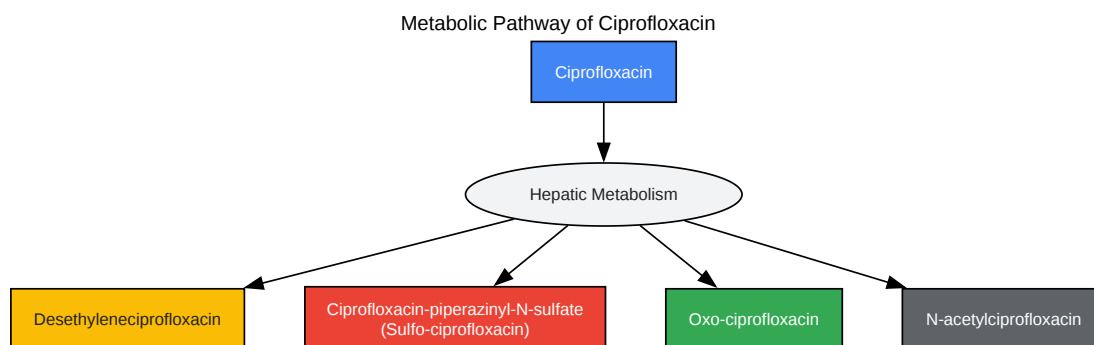 Metabolic Pathway of Ciprofloxacin
Ciprofloxacin
Hepatic Metabolism
Desethyleneciprofloxacin
Ciprofloxacin-piperazinyl-N-sulfate
(Sulfo-ciprofloxacin)
Oxo-ciprofloxacin
N-acetylciprofloxacin